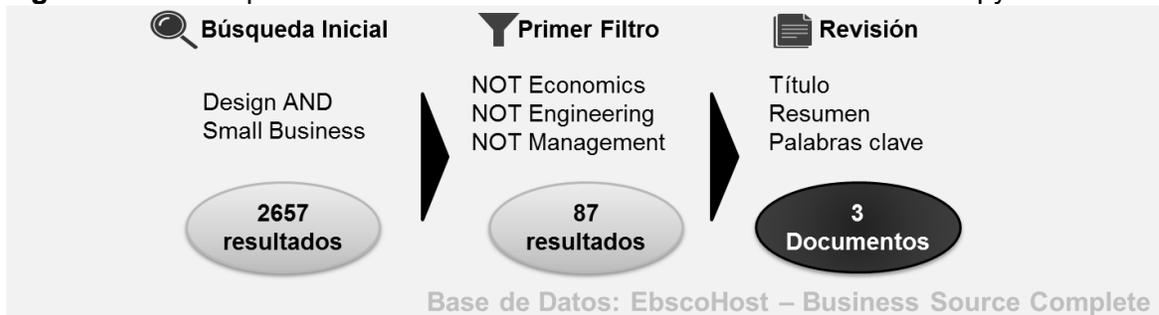 Búsqueda Inicial
Design AND
Small Business
2657
resultados
Primer Filtro
NOT Economics
NOT Engineering
NOT Management
87
resultados
Revisión
Título
Resumen
Palabras clave
3
Documentos
Base de Datos: EbscoHost – Business Source Complete